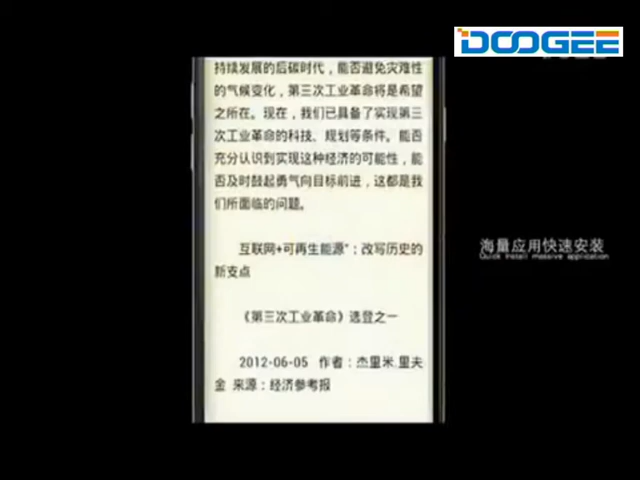 DOOGEE
持续发展的后碳时代，能否避免灾难性
的气候变化，第三次工业革命将是希望
之所在。现在，我们已具备了实现第三
次工业革命的科技、规划等条件。能否
充分认识到实现这种经济的可能性，能
否及时鼓起勇气向目标前进，这都是我
们所面临的问题。
互联网+可再生能源"：改写历史的
新支点
《第三次工业革命》选登之一
2012-06-05 作者：杰里米.里夫
金 来源：经济参考报
海量应用快速安装
Quick install massive application